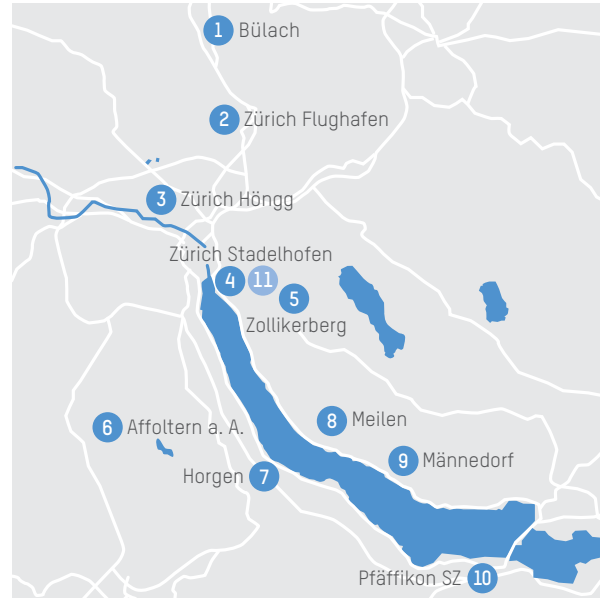 1 Bülach
2 Zürich Flughafen
3 Zürich Höngg
Zürich Stadelhofen
4 11 5
Zollikerberg
6 Affoltern a. A.
8 Meilen
9 Männedorf
Horgen 7
Pfäffikon SZ 10